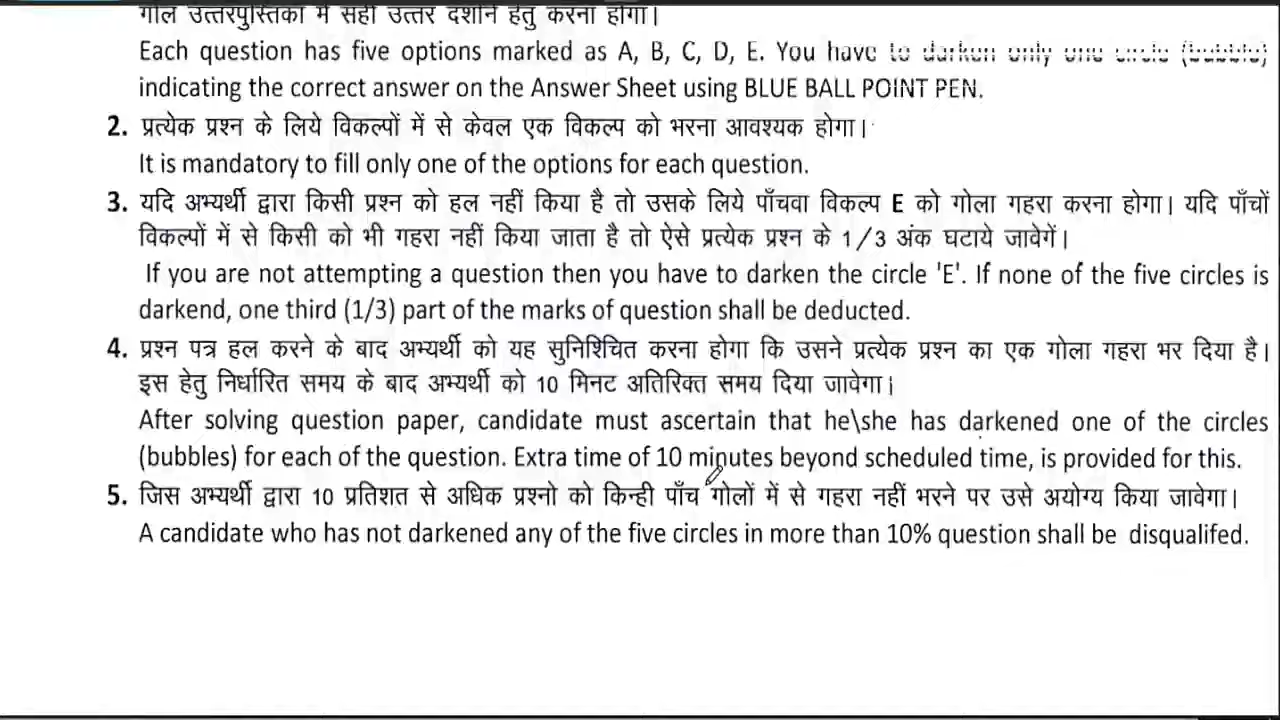 गोले उत्तरपुस्तिका में सही उत्तर दर्शाने हेतु करना होगा।
Each question has five options marked as A, B, C, D, E. You have to darken only one circle (bubble)
indicating the correct answer on the Answer Sheet using BLUE BALL POINT PEN.
2. प्रत्येक प्रश्न के लिये विकल्पों में से केवल एक विकल्प को भरना आवश्यक होगा।
It is mandatory to fill only one of the options for each question.
3. यदि अभ्यर्थी द्वारा किसी प्रश्न को हल नहीं किया है तो उसके लिये पाँचवा विकल्प E को गोला गहरा करना होगा। यदि पाँचों
विकल्पों में से किसी को भी गहरा नहीं किया जाता है तो ऐसे प्रत्येक प्रश्न के 1/3 अंक घटाये जावेगें।
If you are not attempting a question then you have to darken the circle 'E'. If none of the five circles is
darkend, one third (1/3) part of the marks of question shall be deducted.
4. प्रश्न पत्र हल करने के बाद अभ्यर्थी को यह सुनिश्चित करना होगा कि उसने प्रत्येक प्रश्न का एक गोला गहरा भर दिया है।
इस हेतु निर्धारित समय के बाद अभ्यर्थी को 10 मिनट अतिरिक्त समय दिया जावेगा।
After solving question paper, candidate must ascertain that he\she has darkened one of the circles
(bubbles) for each of the question. Extra time of 10 minutes beyond scheduled time, is provided for this.
5. जिस अभ्यर्थी द्वारा 10 प्रतिशत से अधिक प्रश्नो को किन्ही पाँच गोलों में से गहरा नहीं भरने पर उसे अयोग्य किया जावेगा।
A candidate who has not darkened any of the five circles in more than 10% question shall be disqualifed.